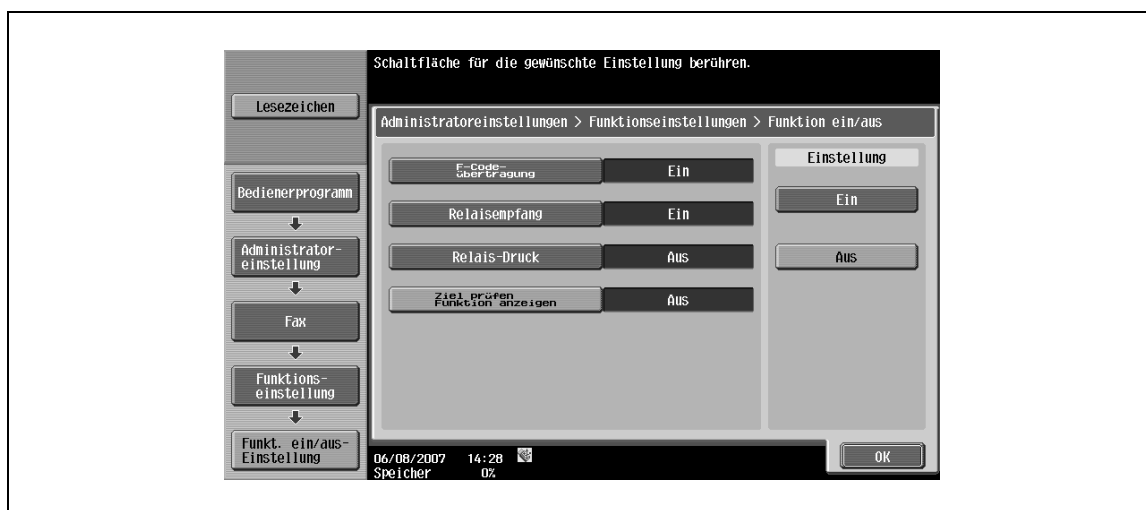 Schaltfläche für die gewünschte Einstellung berühren.
Lesezeichen
Administratoreinstellungen > Funktionseinstellungen > Funktion ein/aus
Bedienerprogramm
Administrator-
einstellung
Fax
Funktions-
einstellung
Funkt. ein/aus-
Einstellung
F-Code-
übertragung
Ein
Relaisempfang
Ein
Relais-Druck
Aus
Ziel prüfen
Funktion anzeigen
Aus
Einstellung
Ein
Aus
06/08/2007 14:28
Speicher 0%
OK